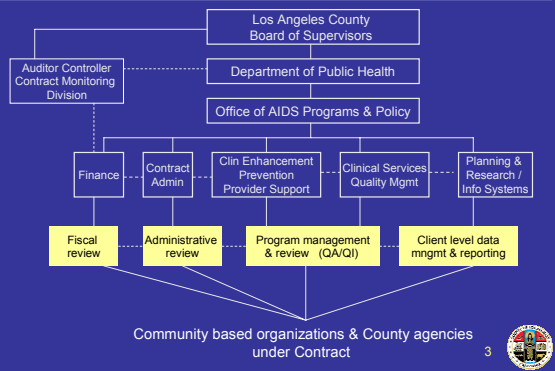 Los Angeles County
Board of Supervisors
Auditor Controller
Contract Monitoring
Division
Department of Public Health
Office of AIDS Programs & Policy
Finance
Contract
Admin
Clin Enhancement
Prevention
Provider Support
Clinical Services
Quality Mgmt
Planning &
Research /
Info Systems
Fiscal
review
Administrative
review
Program management
& review (QA/QI)
Client level data
mngmt & reporting
Community based organizations & County agencies
under Contract
3